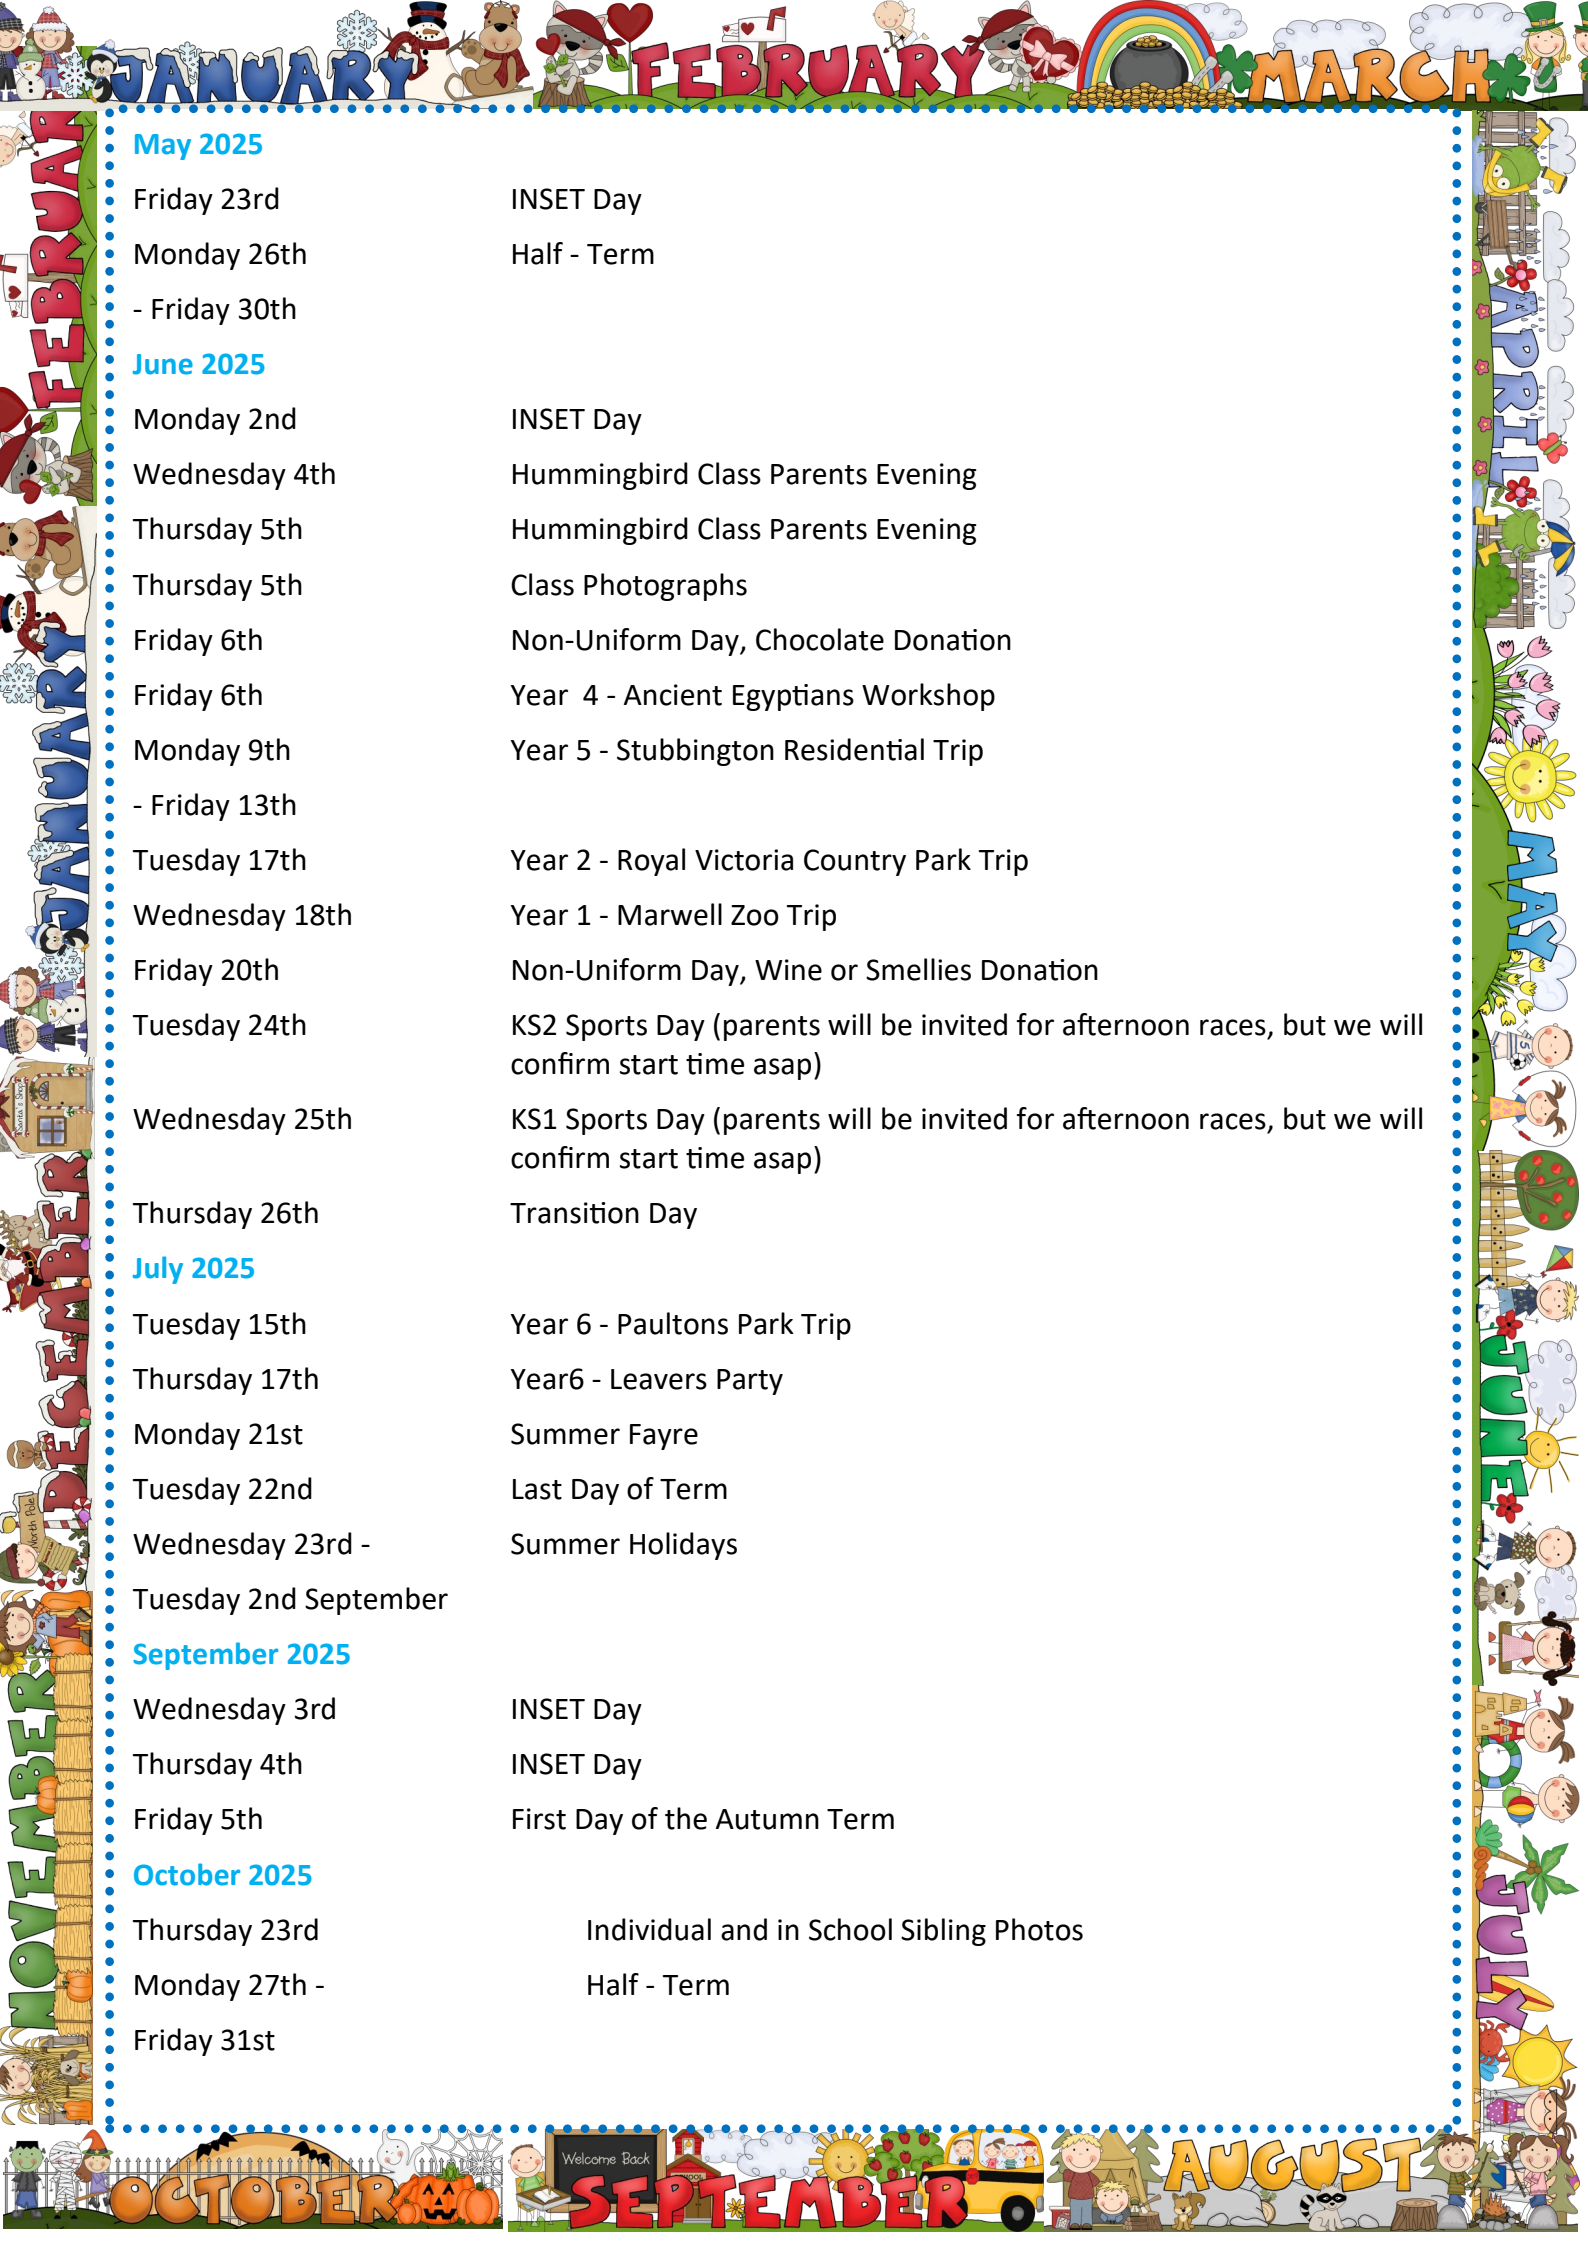 JANUARY FEBRUARY MARCH
May 2025
Friday 23rd INSET Day
Monday 26th Half - Term
- Friday 30th
June 2025
Monday 2nd INSET Day
Wednesday 4th Hummingbird Class Parents Evening
Thursday 5th Hummingbird Class Parents Evening
Thursday 5th Class Photographs
Friday 6th Non-Uniform Day, Chocolate Donation
Friday 6th Year  4 - Ancient Egyptians Workshop
Monday 9th Year 5 - Stubbington Residential Trip
- Friday 13th
Tuesday 17th Year 2 - Royal Victoria Country Park Trip
Wednesday 18th Year 1 - Marwell Zoo Trip
Friday 20th Non-Uniform Day, Wine or Smellies Donation
Tuesday 24th KS2 Sports Day (parents will be invited for afternoon races, but we will
confirm start time asap)
Wednesday 25th KS1 Sports Day (parents will be invited for afternoon races, but we will
confirm start time asap)
Thursday 26th Transition Day
July 2025
Tuesday 15th Year 6 - Paultons Park Trip
Thursday 17th Year6 - Leavers Party
Monday 21st Summer Fayre
Tuesday 22nd Last Day of Term
Wednesday 23rd - Summer Holidays
Tuesday 2nd September
September 2025
Wednesday 3rd INSET Day
Thursday 4th INSET Day
Friday 5th First Day of the Autumn Term
October 2025
Thursday 23rd Individual and in School Sibling Photos
Monday 27th - Half - Term
Friday 31st
FEBRUAR
JANUARY
Santa's Shop
DECEMBER
North Pole
NOVEMBER
APRIL
MAY
5
JUNE
JULY
OCTOBER
Welcome Back
SCHOOL
SEPTEMBER
AUGUST